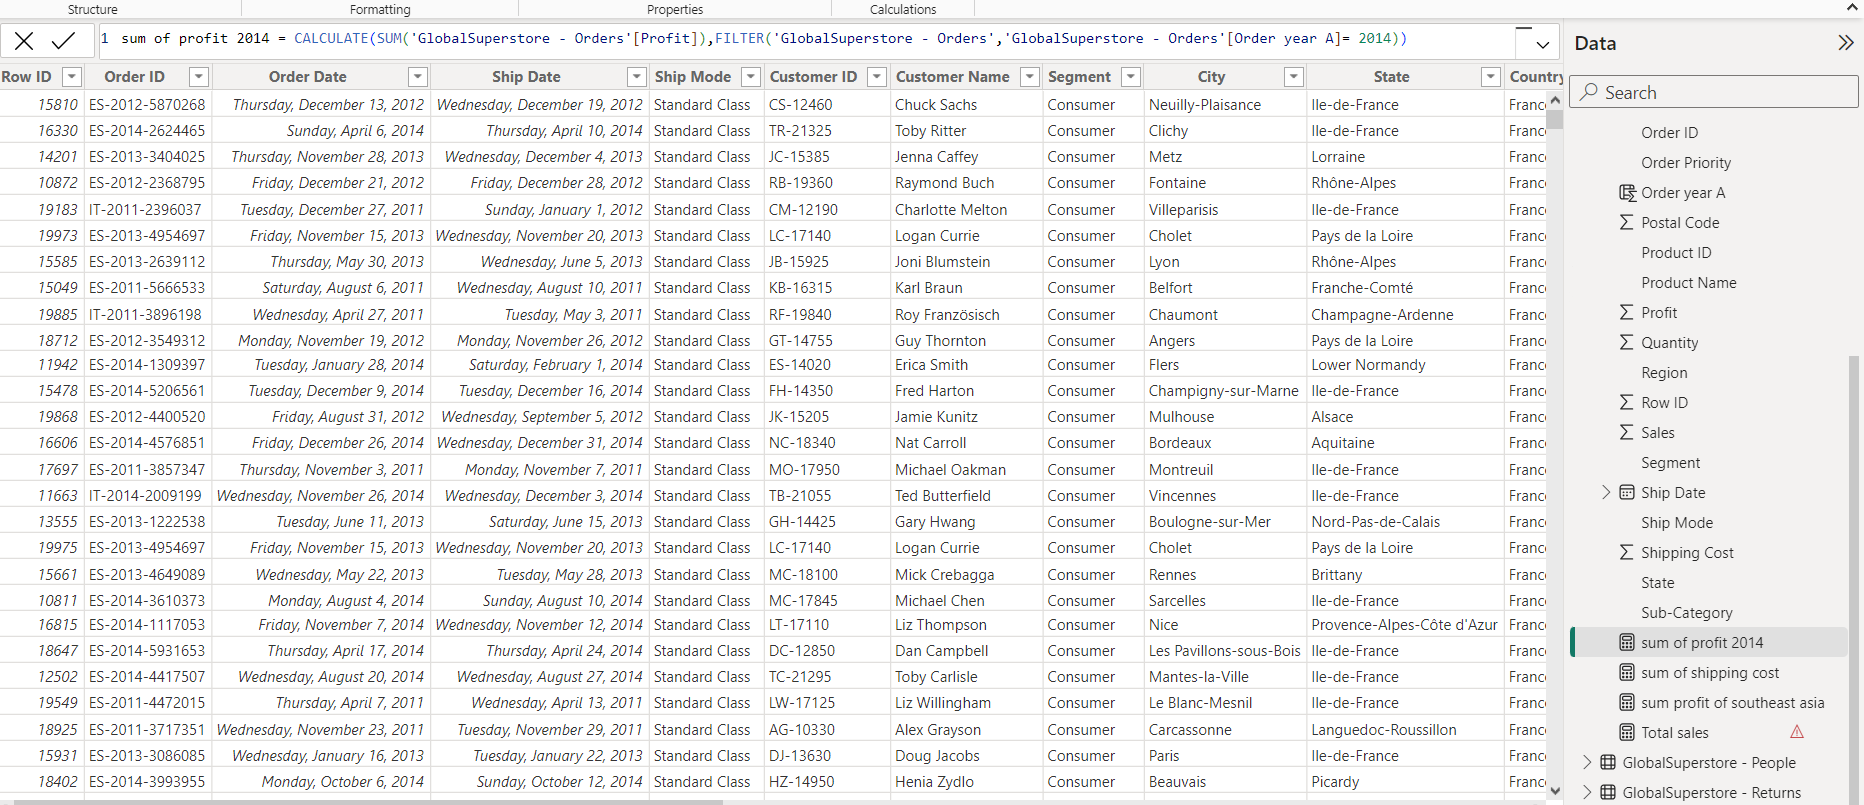 Structure Formatting Properties Calculations
1 sum of profit 2014 = CALCULATE(SUM('GlobalSuperstore - Orders'[Profit]),FILTER('GlobalSuperstore - Orders','GlobalSuperstore - Orders'[Order year A]= 2014))
Row ID Order ID Order Date Ship Date Ship Mode Customer ID Customer Name Segment City State Country
15810 ES-2012-5870268 Thursday, December 13, 2012 Wednesday, December 19, 2012 Standard Class CS-12460 Chuck Sachs Consumer Neuilly-Plaisance Ile-de-France Franc
16330 ES-2014-2624465 Sunday, April 6, 2014 Thursday, April 10, 2014 Standard Class TR-21325 Toby Ritter Consumer Clichy Ile-de-France Franc
14201 ES-2013-3404025 Thursday, November 28, 2013 Wednesday, December 4, 2013 Standard Class JC-15385 Jenna Caffey Consumer Metz Lorraine Franc
10872 ES-2012-2368795 Friday, December 21, 2012 Friday, December 28, 2012 Standard Class RB-19360 Raymond Buch Consumer Fontaine Rhône-Alpes Franc
19183 IT-2011-2396037 Tuesday, December 27, 2011 Sunday, January 1, 2012 Standard Class CM-12190 Charlotte Melton Consumer Villeparisis Ile-de-France Franc
19973 ES-2013-4954697 Friday, November 15, 2013 Wednesday, November 20, 2013 Standard Class LC-17140 Logan Currie Consumer Cholet Pays de la Loire Franc
15585 ES-2013-2639112 Thursday, May 30, 2013 Wednesday, June 5, 2013 Standard Class JB-15925 Joni Blumstein Consumer Lyon Rhône-Alpes Franc
15049 ES-2011-5666533 Saturday, August 6, 2011 Wednesday, August 10, 2011 Standard Class KB-16315 Karl Braun Consumer Belfort Franche-Comté Franc
19885 IT-2011-3896198 Wednesday, April 27, 2011 Tuesday, May 3, 2011 Standard Class RF-19840 Roy Französisch Consumer Chaumont Champagne-Ardenne Franc
18712 ES-2012-3549312 Monday, November 19, 2012 Monday, November 26, 2012 Standard Class GT-14755 Guy Thornton Consumer Angers Pays de la Loire Franc
11942 ES-2014-1309397 Tuesday, January 28, 2014 Saturday, February 1, 2014 Standard Class ES-14020 Erica Smith Consumer Flers Lower Normandy Franc
15478 ES-2014-5206561 Tuesday, December 9, 2014 Tuesday, December 16, 2014 Standard Class FH-14350 Fred Harton Consumer Champigny-sur-Marne Ile-de-France Franc
19868 ES-2012-4400520 Friday, August 31, 2012 Wednesday, September 5, 2012 Standard Class JK-15205 Jamie Kunitz Consumer Mulhouse Alsace Franc
16606 ES-2014-4576851 Friday, December 26, 2014 Wednesday, December 31, 2014 Standard Class NC-18340 Nat Carroll Consumer Bordeaux Aquitaine Franc
17697 ES-2011-3857347 Thursday, November 3, 2011 Monday, November 7, 2011 Standard Class MO-17950 Michael Oakman Consumer Montreuil Ile-de-France Franc
11663 IT-2014-2009199 Wednesday, November 26, 2014 Wednesday, December 3, 2014 Standard Class TB-21055 Ted Butterfield Consumer Vincennes Ile-de-France Franc
13555 ES-2013-1222538 Tuesday, June 11, 2013 Saturday, June 15, 2013 Standard Class GH-14425 Gary Hwang Consumer Boulogne-sur-Mer Nord-Pas-de-Calais Franc
19975 ES-2013-4954697 Friday, November 15, 2013 Wednesday, November 20, 2013 Standard Class LC-17140 Logan Currie Consumer Cholet Pays de la Loire Franc
15661 ES-2013-4649089 Wednesday, May 22, 2013 Tuesday, May 28, 2013 Standard Class MC-18100 Mick Crebagga Consumer Rennes Brittany Franc
10811 ES-2014-3610373 Monday, August 4, 2014 Sunday, August 10, 2014 Standard Class MC-17845 Michael Chen Consumer Sarcelles Ile-de-France Franc
16815 ES-2014-1117053 Friday, November 7, 2014 Wednesday, November 12, 2014 Standard Class LT-17110 Liz Thompson Consumer Nice Provence-Alpes-Côte d'Azur Franc
18647 ES-2014-5931653 Thursday, April 17, 2014 Thursday, April 24, 2014 Standard Class DC-12850 Dan Campbell Consumer Les Pavillons-sous-Bois Ile-de-France Franc
12502 ES-2014-4417507 Wednesday, August 20, 2014 Wednesday, August 27, 2014 Standard Class TC-21295 Toby Carlisle Consumer Mantes-la-Ville Ile-de-France Franc
19549 ES-2011-4472015 Thursday, April 7, 2011 Wednesday, April 13, 2011 Standard Class LW-17125 Liz Willingham Consumer Le Blanc-Mesnil Ile-de-France Franc
18925 ES-2011-3717351 Wednesday, November 23, 2011 Tuesday, November 29, 2011 Standard Class AG-10330 Alex Grayson Consumer Carcassonne Languedoc-Roussillon Franc
15931 ES-2013-3086085 Wednesday, January 16, 2013 Tuesday, January 22, 2013 Standard Class DJ-13630 Doug Jacobs Consumer Paris Ile-de-France Franc
18402 ES-2014-3993955 Monday, October 6, 2014 Sunday, October 12, 2014 Standard Class HZ-14950 Henia Zydlo Consumer Beauvais Picardy Franc
Data
Search
Order ID
Order Priority
Order year A
Postal Code
Product ID
Product Name
Profit
Quantity
Region
Row ID
Sales
Segment
Ship Date
Ship Mode
Shipping Cost
State
Sub-Category
sum of profit 2014
sum of shipping cost
sum profit of southeast asia
Total sales
GlobalSuperstore - People
GlobalSuperstore - Returns